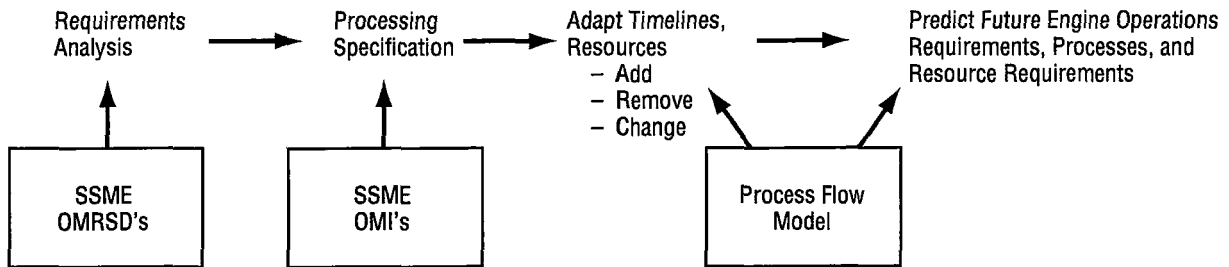 Requirements
Analysis
Processing
Specification
Adapt Timelines,
Resources
– Add
– Remove
– Change
Predict Future Engine Operations
Requirements, Processes, and
Resource Requirements
SSME
OMRSD's
SSME
OMI's
Process Flow
Model